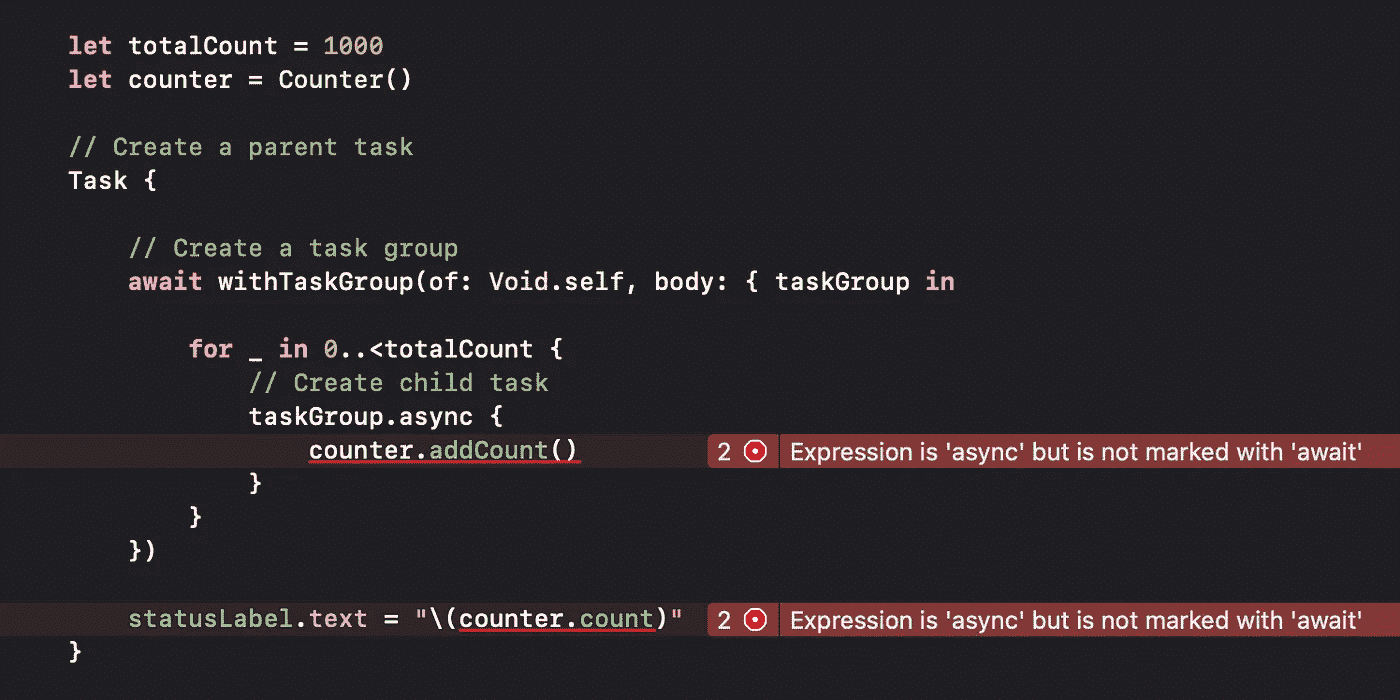 let totalCount = 1000
let counter = Counter()
// Create a parent task
Task {
// Create a task group
await withTaskGroup(of: Void.self, body: { taskGroup in
for _ in 0..<totalCount {
// Create child task
taskGroup.async {
counter.addCount() 2 Expression is 'async' but is not marked with 'await'
}
}
})
statusLabel.text = "\(counter.count)" 2 Expression is 'async' but is not marked with 'await'
}